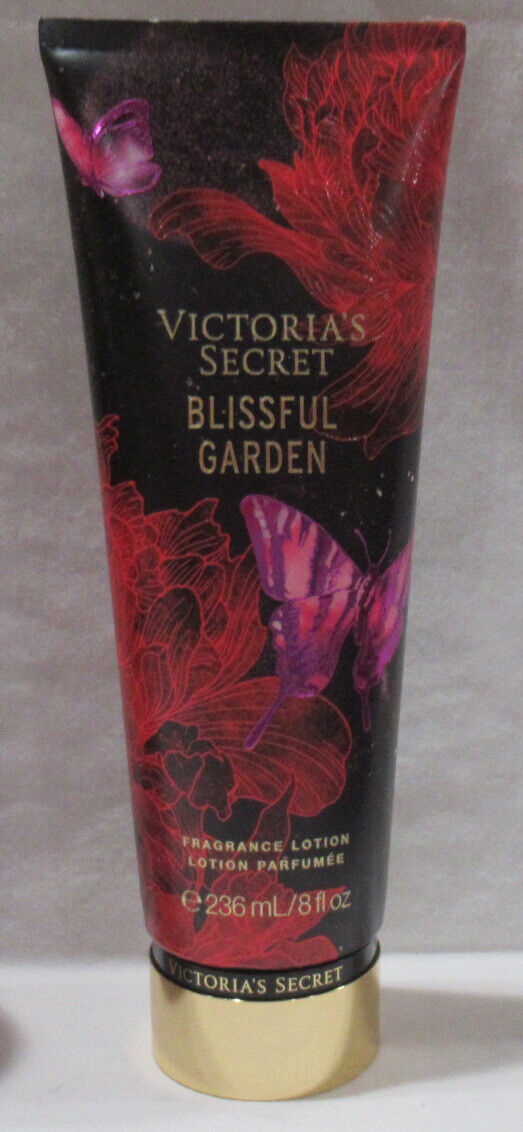 VICTORIA'S
SECRET
BLISSFUL
GARDEN
FRAGRANCE LOTION
LOTION PARFUMÉE
℮ 236 mL/8 fl oz
VICTORIA'S SECRET